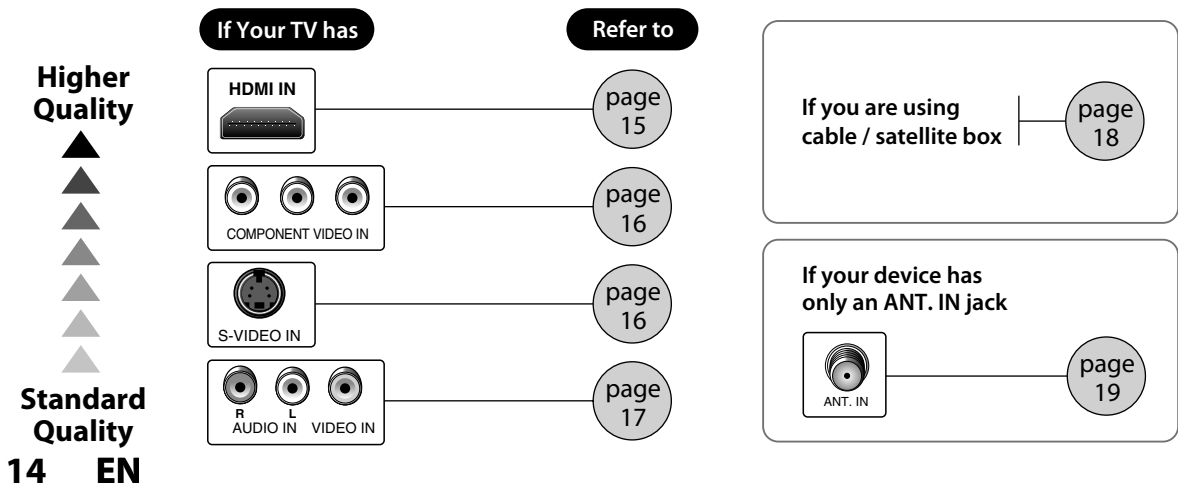 If Your TV has
Refer to
Higher
Quality
HDMI IN
page
15
COMPONENT VIDEO IN
page
16
S-VIDEO IN
page
16
R L
AUDIO IN VIDEO IN
page
17
Standard
Quality
If you are using
cable / satellite box
page
18
If your device has
only an ANT. IN jack
ANT. IN
page
19
14 EN